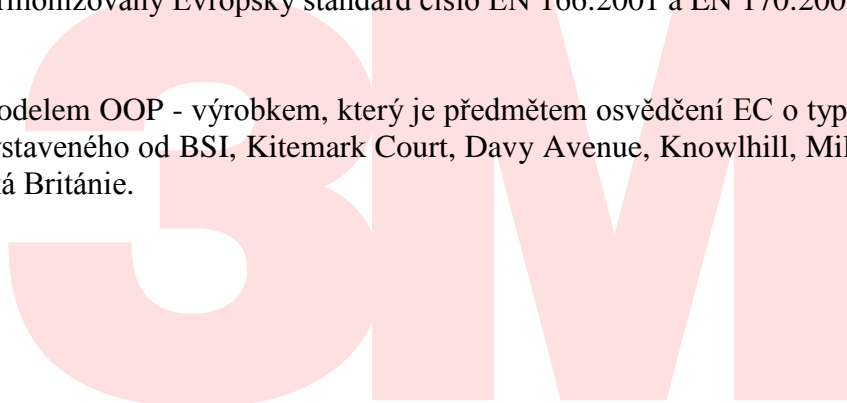 rmonizovaný Evropský standard číslo EN 166:2001 a EN 170:200
odelem OOP - výrobkem, který je předmětem osvědčení EC o typ
staveného od BSI, Kitemark Court, Davy Avenue, Knowlhill, Mil
á Británie.
3M